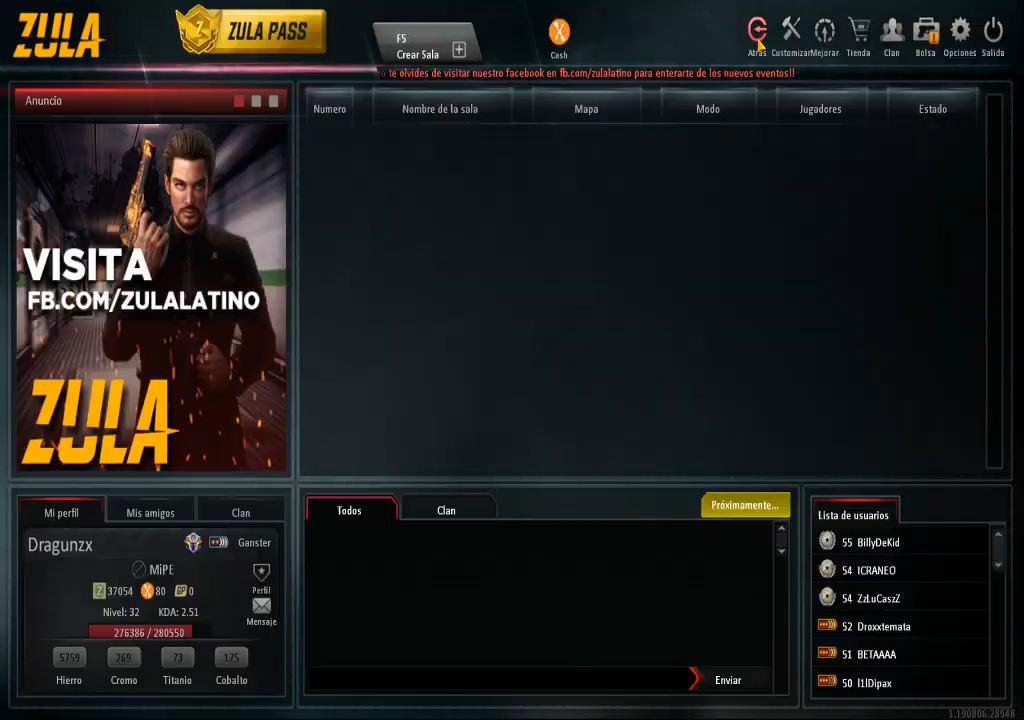 ZULA
Z
ZULA PASS
F5
Crear Sala
X
Cash
Atrás
Customizar
Mejorar
Tienda
Clan
Bolsa
Opciones
Salida
te olvides de visitar nuestro facebook en fb.com/zulalatino para enterarte de los nuevos eventos!!
Anuncio
VISITA
FB.COM/ZULALATINO
ZULA
Numero
Nombre de la sala
Mapa
Modo
Jugadores
Estado
Mi perfil
Mis amigos
Clan
Dragunzx
Ganster
MiPE
Z 37054 X 80 GP 0
Nivel: 32 KDA: 2.51
276386 / 280550
Perfil
Mensaje
5759
269
73
175
Hierro
Cromo
Titanio
Cobalto
Todos
Clan
Próximamente...
Enviar
Lista de usuarios
55 BillyDeKid
54 ICRANEO
54 ZzLuCaszZ
52 Droxxtemata
51 BETAAAA
50 l1lDipax
1.190806.28948